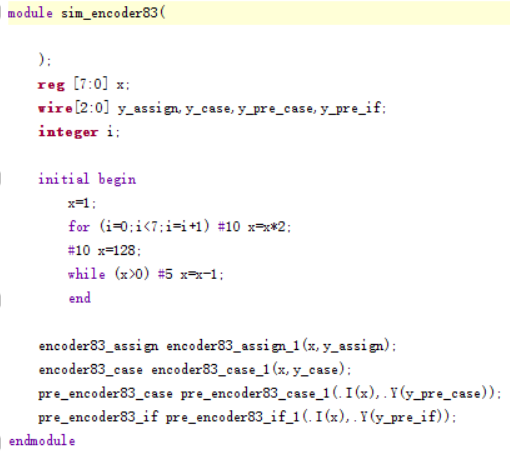 module sim_encoder83(
);
reg [7:0] x;
wire[2:0] y_assign,y_case,y_pre_case,y_pre_if;
integer i;
initial begin
x=1;
for (i=0;i<7;i=i+1) #10 x=x*2;
#10 x=128;
while (x>0) #5 x=x-1;
end
encoder83_assign encoder83_assign_1(x,y_assign);
encoder83_case encoder83_case_1(x,y_case);
pre_encoder83_case pre_encoder83_case_1(.I(x),.Y(y_pre_case));
pre_encoder83_if pre_encoder83_if_1(.I(x),.Y(y_pre_if));
endmodule